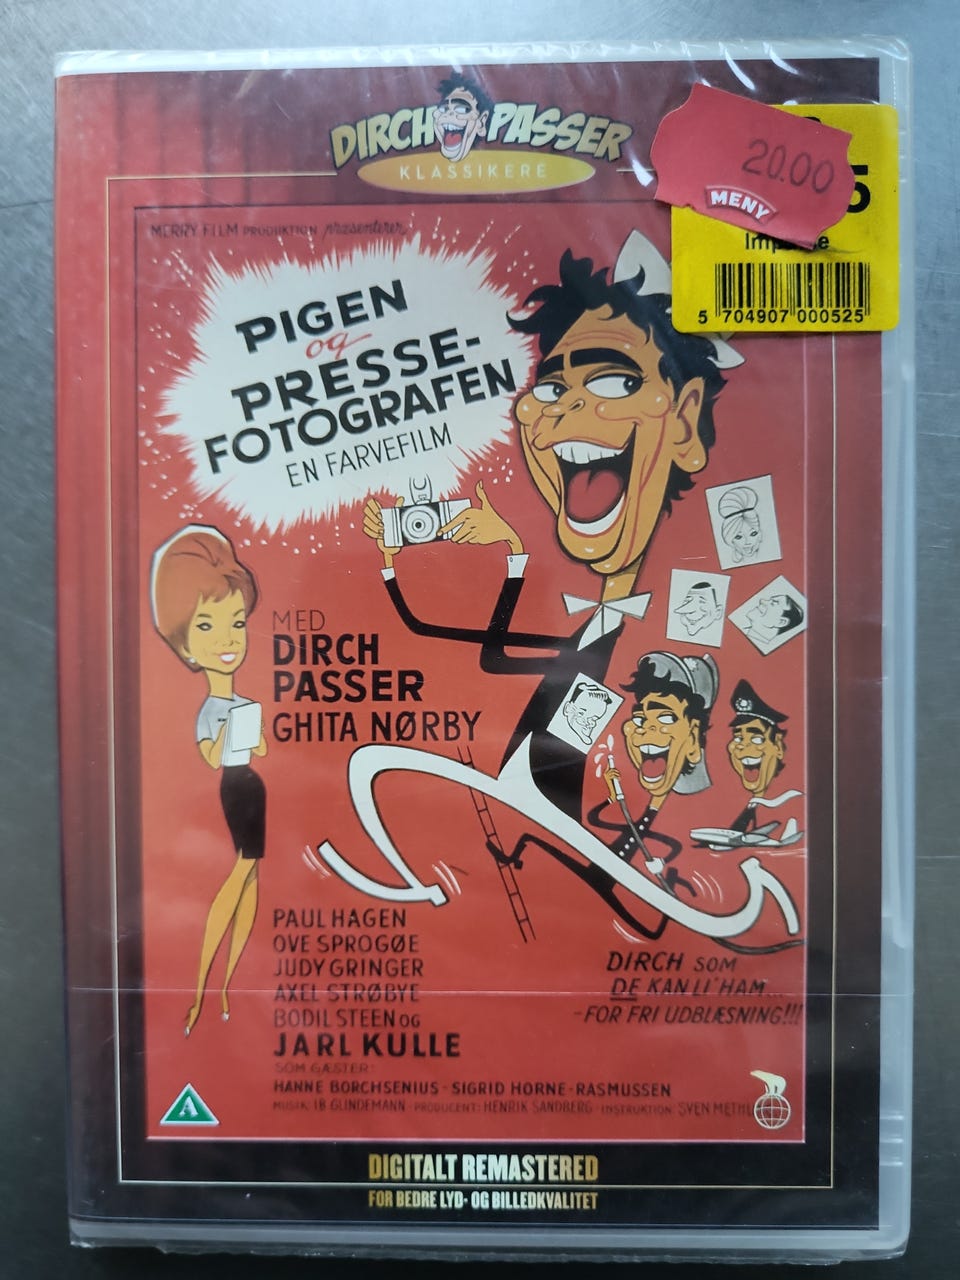 DIRCH PASSER
KLASSIKERE
20.00
MENY
5
5 704907 000525
MERRY FILM PRODUKTION præsenterer
PIGEN
og
PRESSE-
FOTOGRAFEN
EN FARVEFILM
MED
DIRCH
PASSER
GHITA NØRBY
PAUL HAGEN
OVE SPROGØE
JUDY GRINGER
AXEL STRØBYE
BODIL STEEN OG
JARL KULLE
SOM GÆSTER:
HANNE BORCHSENIUS - SIGRID HORNE-RASMUSSEN
MUSIK: IB GLINDEMANN - PRODUCENT: HENRIK SANDBERG - INSTRUKTION: SVEN METHL
DIRCH SOM
DE KAN LI' HAM...
-FOR FRI UDBLÆSNING!!!
A
DIGITALT REMASTERED
FOR BEDRE LYD- OG BILLEDKVALITET